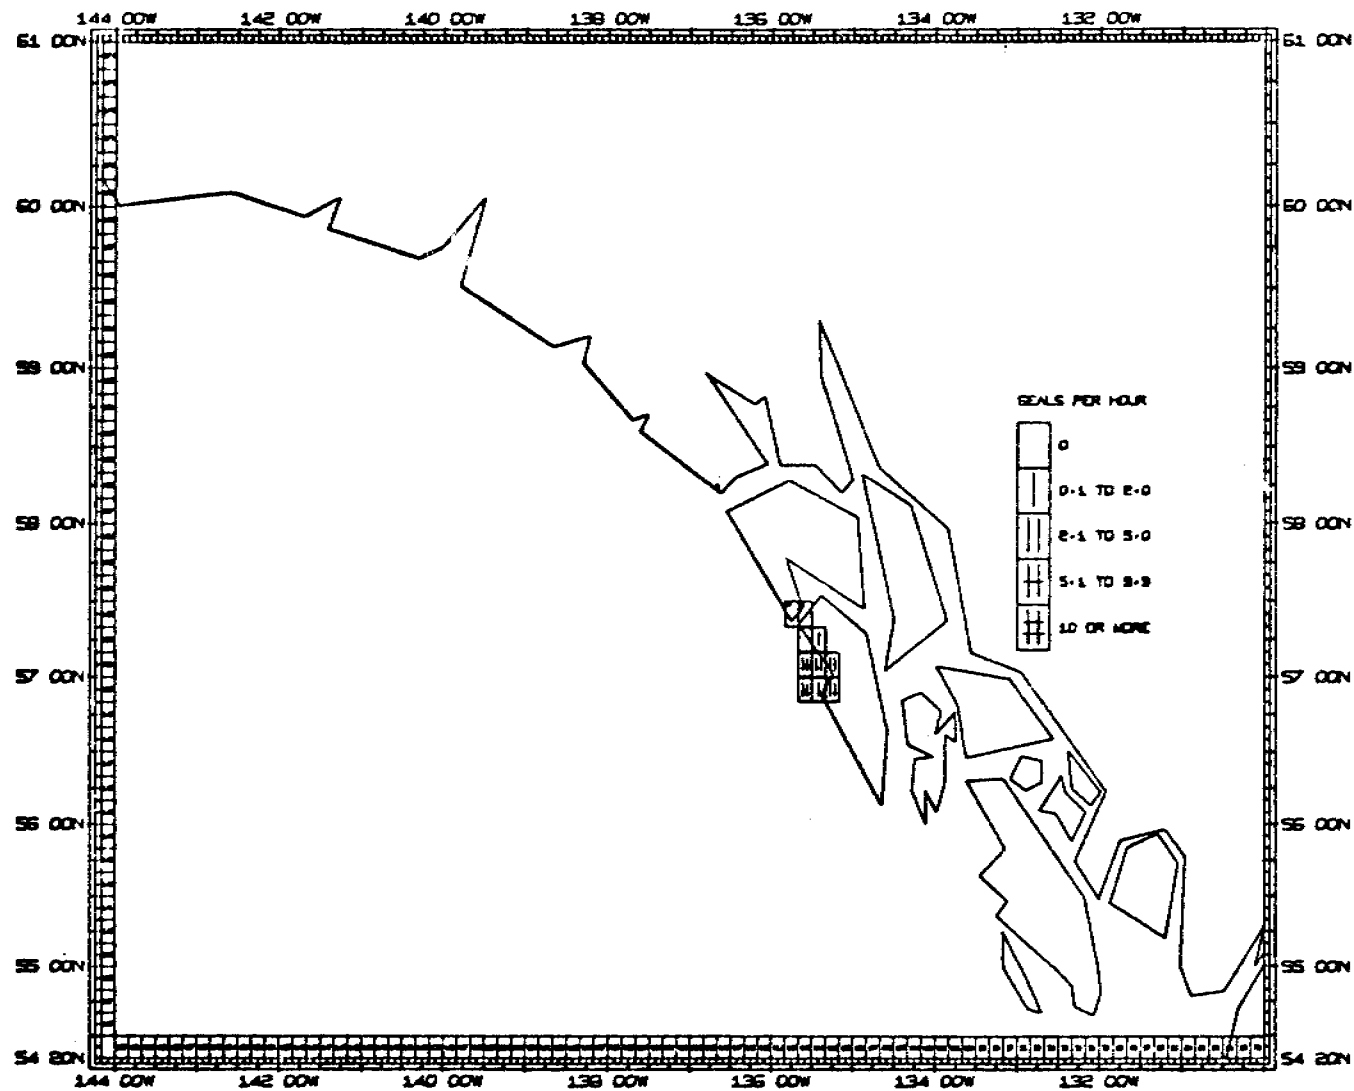 144 00W 142 00W 140 00W 138 00W 136 00W 134 00W 132 00W
61 00N 61 00N
60 00N 60 00N
59 00N 59 00N
SEALS PER HOUR
0
0.1 TO 2.0
58 00N 58 00N
2.1 TO 5.0
5.1 TO 9.9
10 OR MORE
57 00N 57 00N
56 00N 56 00N
55 00N 55 00N
54 20N 54 20N
144 00W 142 00W 140 00W 138 00W 136 00W 134 00W 132 00W